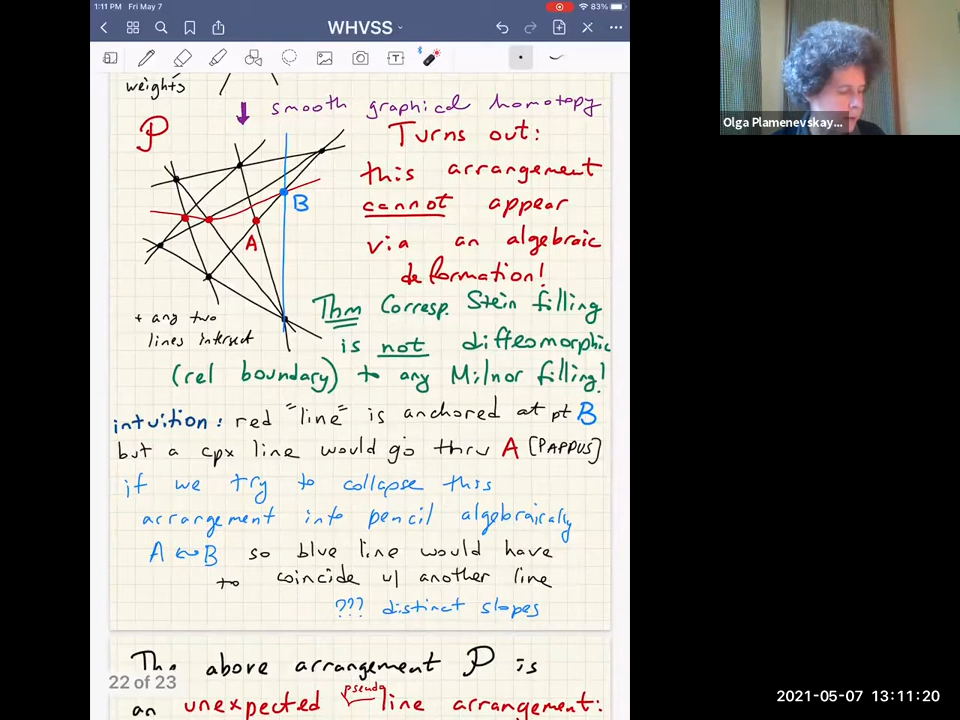 1:11 PM Fri May 7
83%
WHVSS
weights
smooth graphical homotopy
P
Turns out:
this arrangement
cannot appear
via an algebraic
deformation!
B
A
+ any two
lines intersect
Thm Corresp. Stein filling
is not diffeomorphic
(rel boundary) to any Milnor filling!
intuition: red "line" is anchored at pt B
but a cpx line would go thru A [PAPPUS]
if we try to collapse this
arrangement into pencil algebraically
A ↔ B so blue line would have
to coincide w/ another line
??? distinct slopes
22 of 23
The above arrangement P is
an unexpected pseudo line arrangement:
Olga Plamenevskay...
2021-05-07 13:11:20